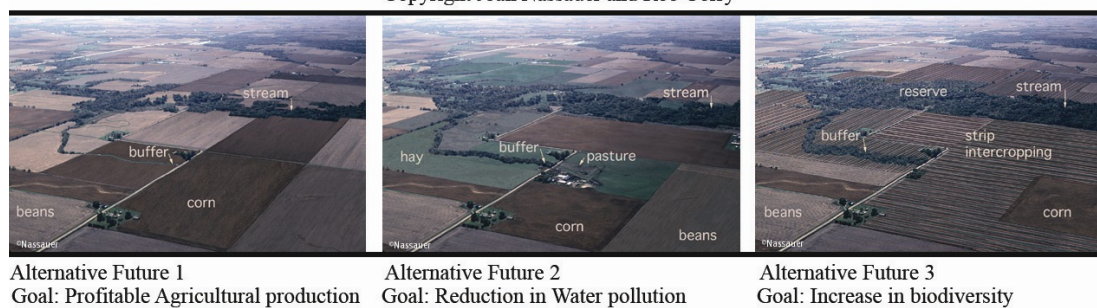 stream
buffer
corn
beans
©Nassauer
stream
hay
buffer
pasture
corn
beans
©Nassauer
reserve
stream
buffer
strip
intercropping
beans
corn
©Nassauer
Alternative Future 1
Goal: Profitable Agricultural production
Alternative Future 2
Goal: Reduction in Water pollution
Alternative Future 3
Goal: Increase in biodiversity